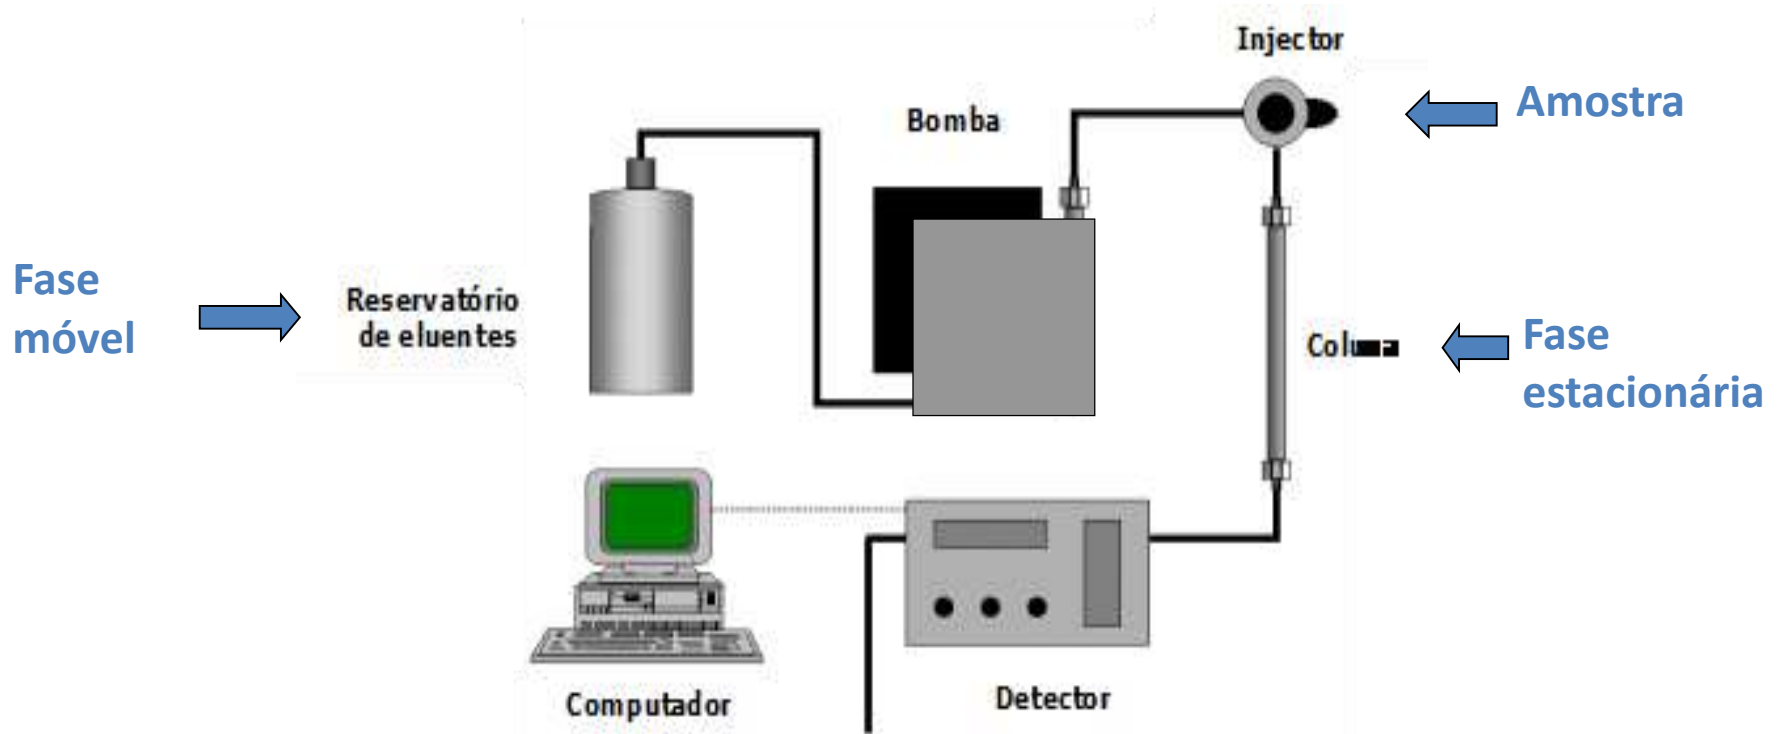 Injector
Amostra
Bomba
Fase
móvel
Reservatório
de eluentes
Fase
estacionária
Computador
Detector